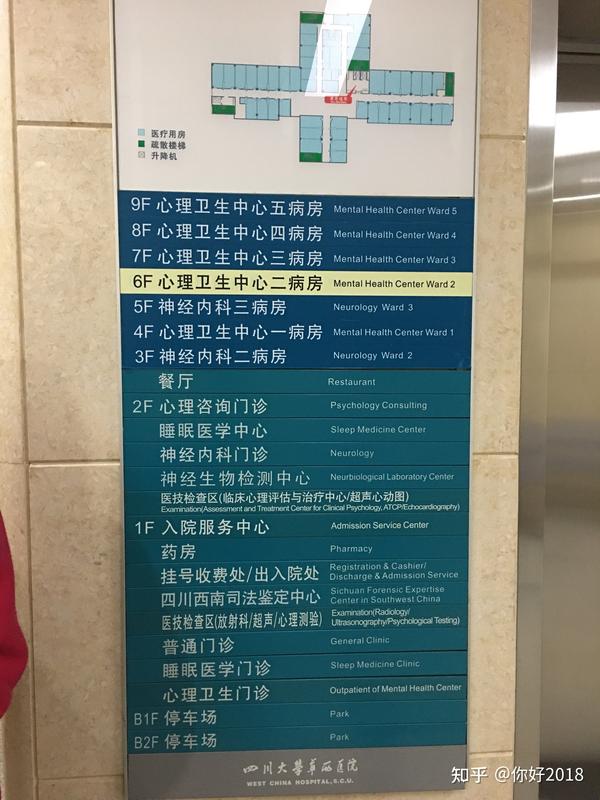 医疗用房
疏散楼梯
升降机
9F 心理卫生中心五病房 Mental Health Center Ward 5
8F 心理卫生中心四病房 Mental Health Center Ward 4
7F 心理卫生中心三病房 Mental Health Center Ward 3
6F 心理卫生中心二病房 Mental Health Center Ward 2
5F 神经内科三病房 Neurology Ward 3
4F 心理卫生中心一病房 Mental Health Center Ward 1
3F 神经内科二病房 Neurology Ward 2
餐厅 Restaurant
2F 心理咨询门诊 Psychology Consulting
睡眠医学中心 Sleep Medicine Center
神经内科门诊 Neurology
神经生物检测中心 Neurbiological Laboratory Center
医技检查区(临床心理评估与治疗中心/超声心动图)
Examination(Assessment and Treatment Center for Clinical Psychology, ATCP/Echocardiography)
1F 入院服务中心 Admission Service Center
药房 Pharmacy
挂号收费处/出入院处 Registration & Cashier/
Discharge & Admission Service
四川西南司法鉴定中心 Sichuan Forensic Expertise
Center in Southwest China
医技检查区(放射科/超声/心理测验) Examination(Radiology/
Ultrasonography/Psychological Testing)
普通门诊 General Clinic
睡眠医学门诊 Sleep Medicine Clinic
心理卫生门诊 Outpatient of Mental Health Center
B1F 停车场 Park
B2F 停车场 Park
四川大学华西医院
WEST CHINA HOSPITAL, S.C.U.
知乎 @你好2018